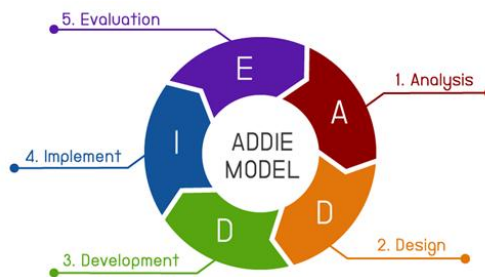 5. Evaluation
E
1. Analysis
A
ADDIE
MODEL
I
4. Implement
D
D
2. Design
3. Development